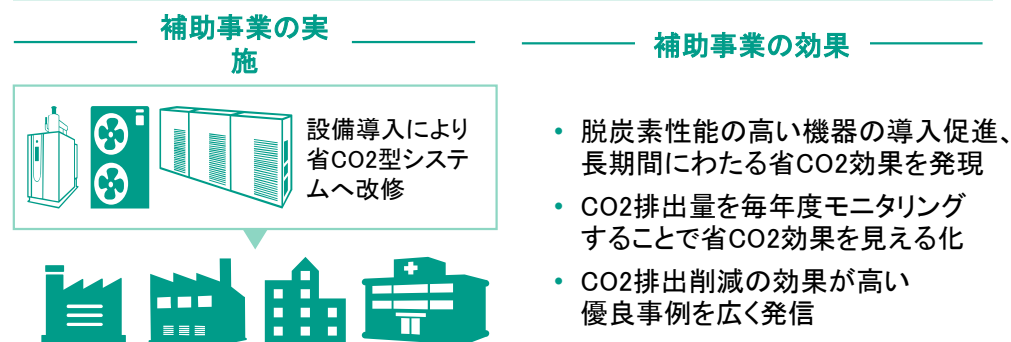 補助事業の実
施
設備導入により
省CO2型システ
ムへ改修
補助事業の効果
• 脱炭素性能の高い機器の導入促進、
長期間にわたる省CO2効果を発現
• CO2排出量を毎年度モニタリング
することで省CO2効果を見える化
• CO2排出削減の効果が高い
優良事例を広く発信